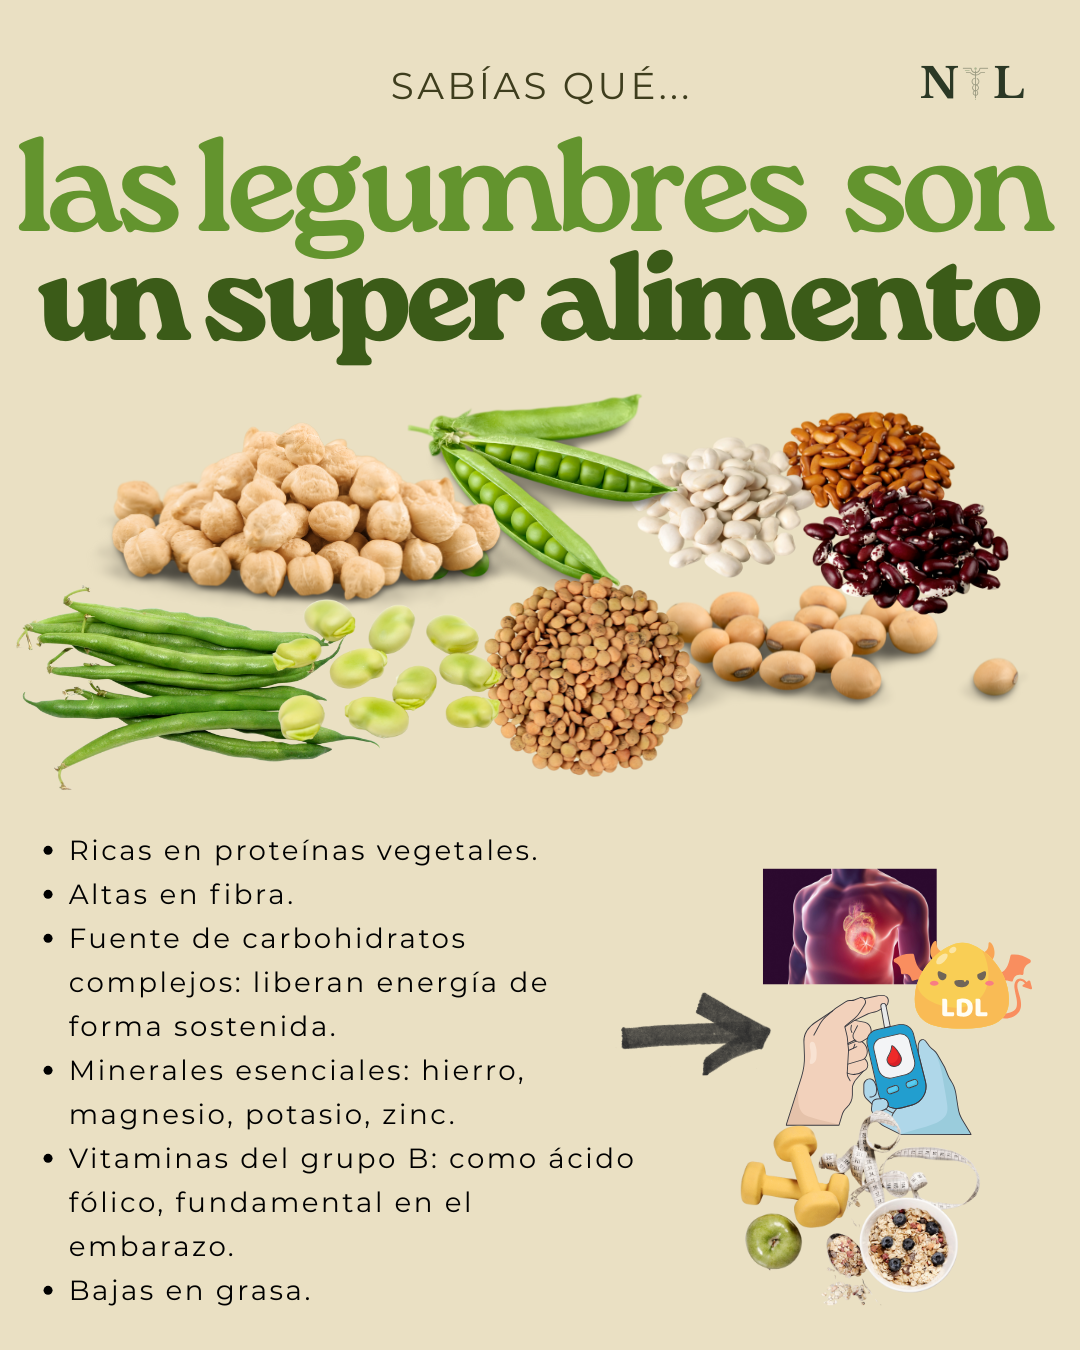 SABÍAS QUÉ...
N L
las legumbres son
un super alimento
Ricas en proteínas vegetales.
Altas en fibra.
Fuente de carbohidratos
complejos: liberan energía de
forma sostenida.
Minerales esenciales: hierro,
magnesio, potasio, zinc.
Vitaminas del grupo B: como ácido
fólico, fundamental en el
embarazo.
Bajas en grasa.
LDL